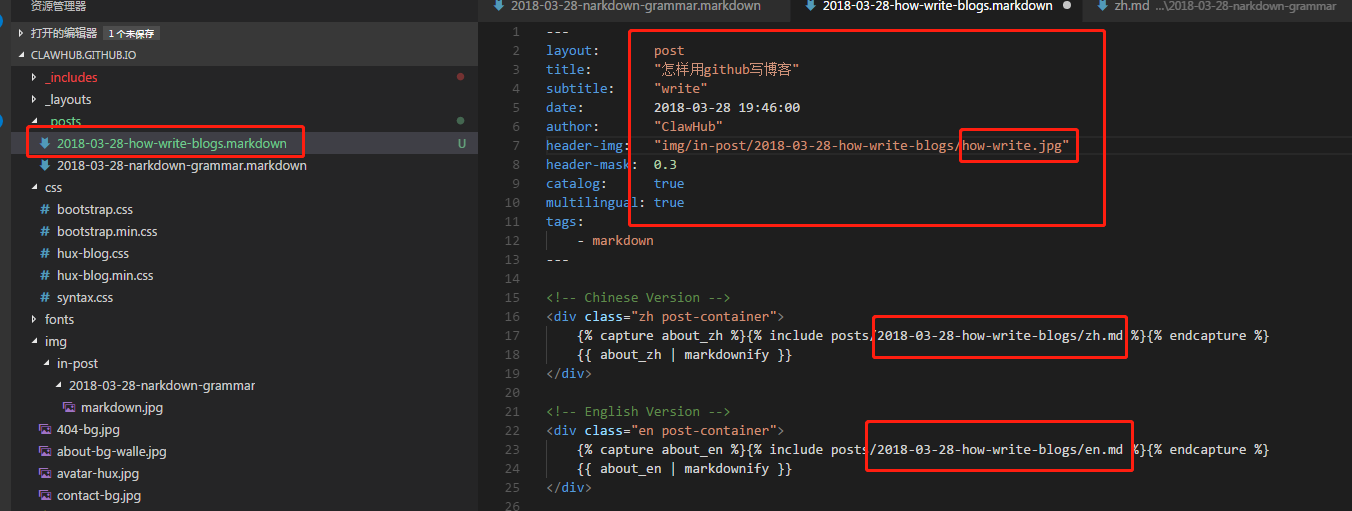 资源管理器
打开的编辑器 1 个未保存
CLAWHUB.GITHUB.IO
_includes
_layouts
_posts
2018-03-28-how-write-blogs.markdown U
2018-03-28-narkdown-grammar.markdown
css
# bootstrap.css
# bootstrap.min.css
# hux-blog.css
# hux-blog.min.css
# syntax.css
fonts
img
in-post
2018-03-28-narkdown-grammar
markdown.jpg
404-bg.jpg
about-bg-walle.jpg
avatar-hux.jpg
contact-bg.jpg
2018-03-28-narkdown-grammar.markdown
2018-03-28-how-write-blogs.markdown
zh.md ...\2018-03-28-narkdown-grammar
1 ---
2 layout: post
3 title: "怎样用github写博客"
4 subtitle: "write"
5 date: 2018-03-28 19:46:00
6 author: "ClawHub"
7 header-img: "img/in-post/2018-03-28-how-write-blogs/how-write.jpg"
8 header-mask: 0.3
9 catalog: true
10 multilingual: true
11 tags:
12 - markdown
13 ---
14
15 <!-- Chinese Version -->
16 <div class="zh post-container">
17 {% capture about_zh %}{% include posts/2018-03-28-how-write-blogs/zh.md %}{% endcapture %}
18 {{ about_zh | markdownify }}
19 </div>
20
21 <!-- English Version -->
22 <div class="en post-container">
23 {% capture about_en %}{% include posts/2018-03-28-how-write-blogs/en.md %}{% endcapture %}
24 {{ about_en | markdownify }}
25 </div>
26